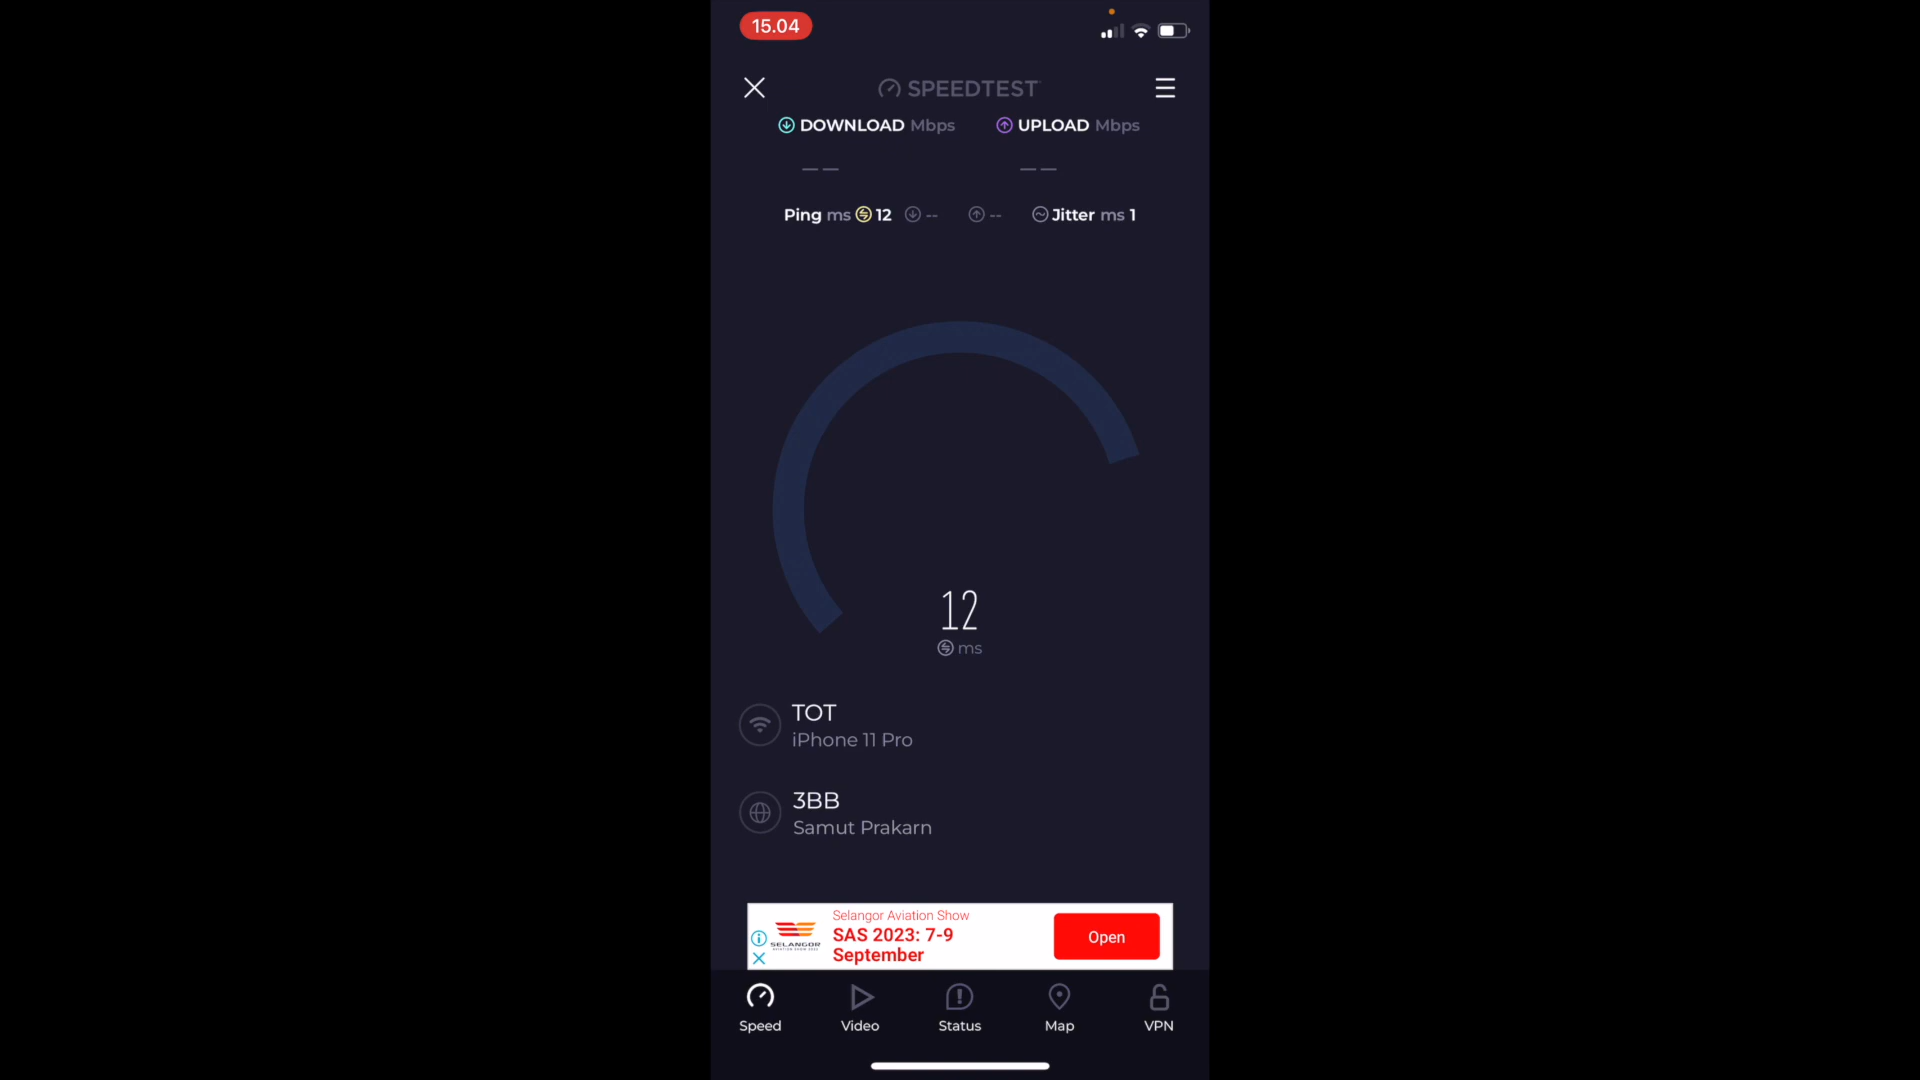 15.04
SPEEDTEST
DOWNLOAD Mbps
UPLOAD Mbps
— —
— —
Ping ms 12 -- -- Jitter ms 1
12
ms
TOT
iPhone 11 Pro
3BB
Samut Prakarn
SELANGOR
Selangor Aviation Show
SAS 2023: 7-9
September
Open
Speed
Video
Status
Map
VPN